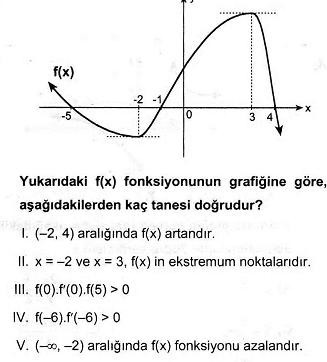 f(x)
-5 -2 -1 0 3 4 x
Yukarıdaki f(x) fonksiyonunun grafiğine göre,
aşağıdakilerden kaç tanesi doğrudur?
I. (–2, 4) aralığında f(x) artandır.
II. x = –2 ve x = 3, f(x) in ekstremum noktalarıdır.
III. f(0).f'(0).f(5) > 0
IV. f(–6).f'(–6) > 0
V. (–∞, –2) aralığında f(x) fonksiyonu azalandır.